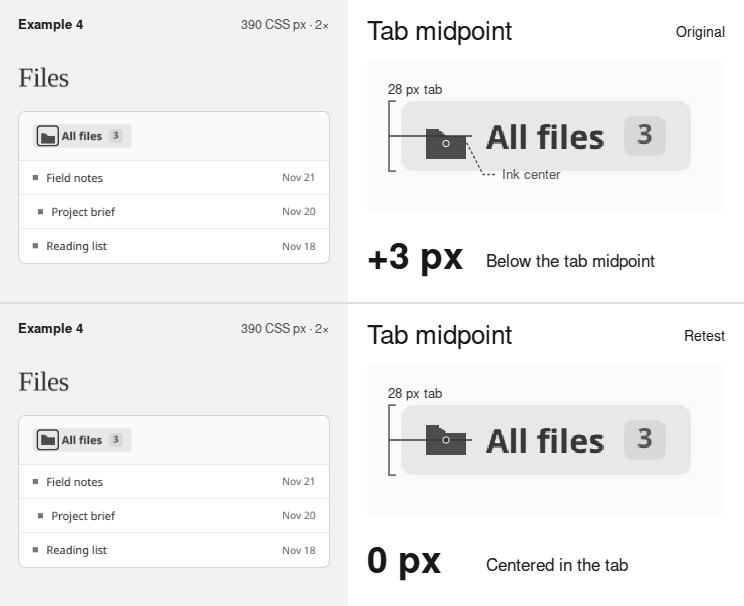 Example 4
390 CSS px · 2×
Files
All files 3
Field notes Nov 21
Project brief Nov 20
Reading list Nov 18
Tab midpoint
Original
28 px tab
All files 3
Ink center
+3 px Below the tab midpoint
Example 4
390 CSS px · 2×
Files
All files 3
Field notes Nov 21
Project brief Nov 20
Reading list Nov 18
Tab midpoint
Retest
28 px tab
All files 3
0 px Centered in the tab